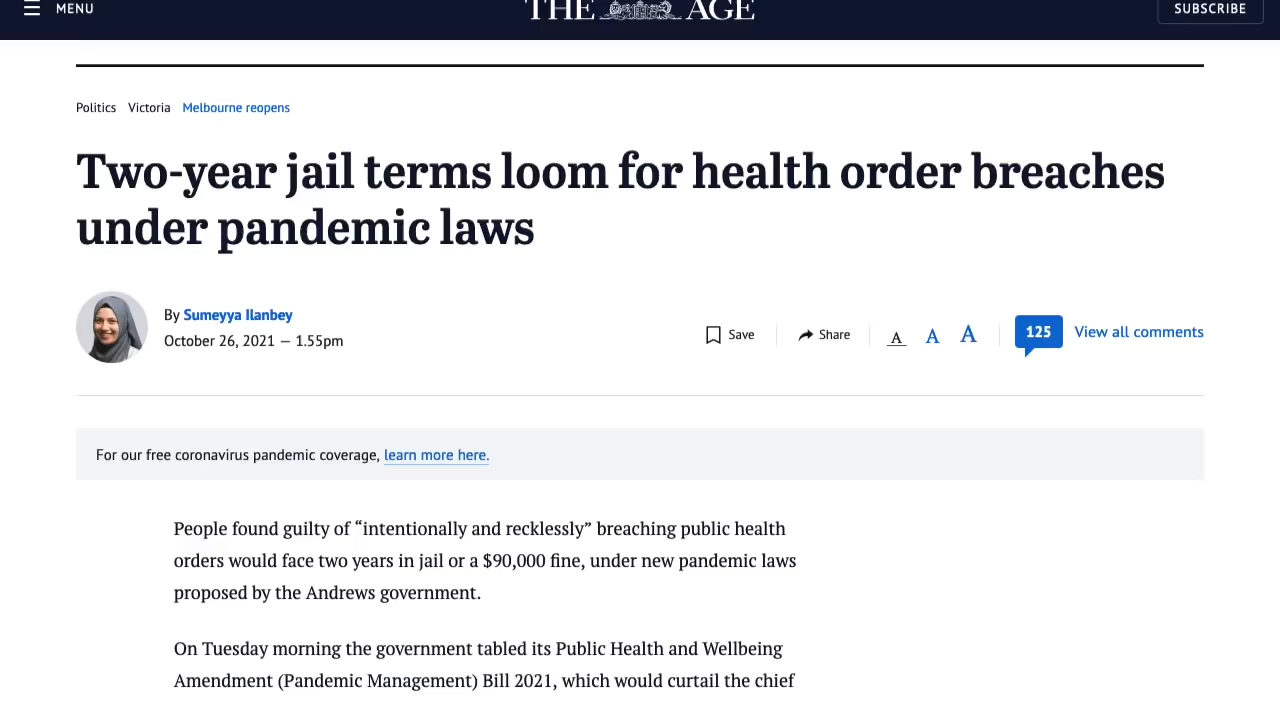 MENU
THE AGE
SUBSCRIBE
Politics Victoria Melbourne reopens
Two-year jail terms loom for health order breaches
under pandemic laws
By Sumeyya Ilanbey
October 26, 2021 — 1.55pm
Save
Share
A A A
125
View all comments
For our free coronavirus pandemic coverage, learn more here.
People found guilty of “intentionally and recklessly” breaching public health
orders would face two years in jail or a $90,000 fine, under new pandemic laws
proposed by the Andrews government.
On Tuesday morning the government tabled its Public Health and Wellbeing
Amendment (Pandemic Management) Bill 2021, which would curtail the chief